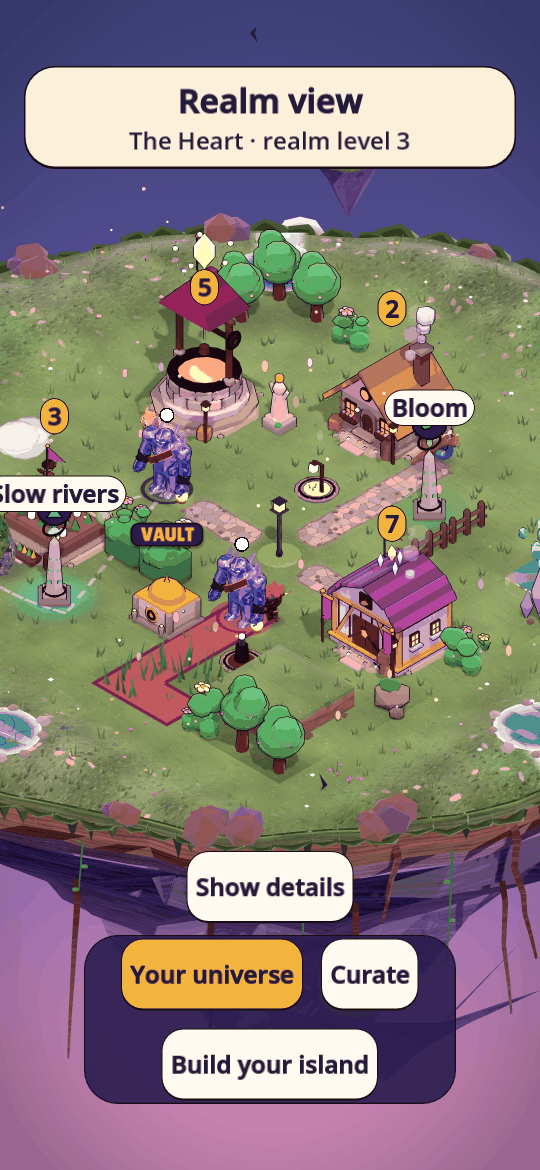 Realm view
The Heart · realm level 3
5
2
Bloom
3
Slow rivers
7
VAULT
Show details
Your universe
Curate
Build your island